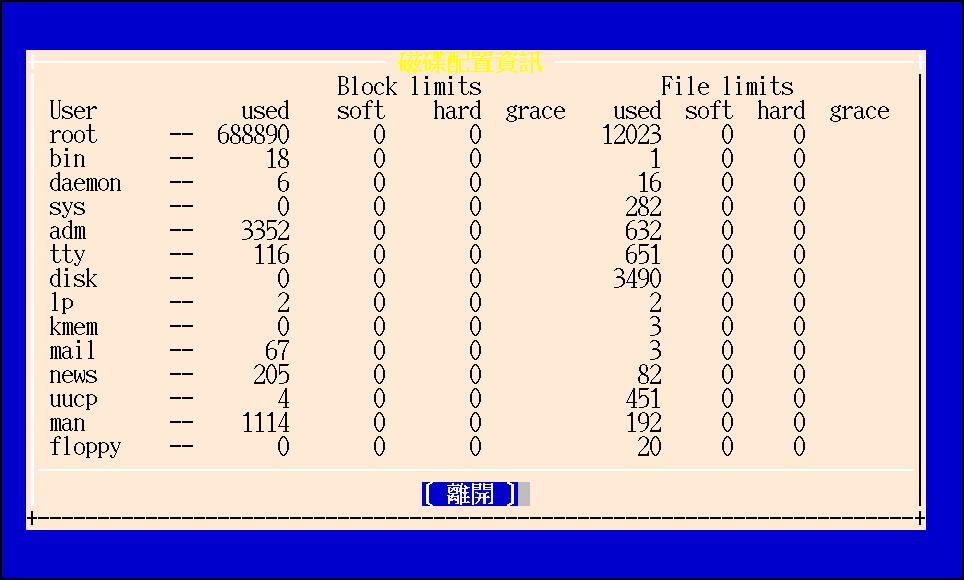 磁碟配置資訊
Block limits File limits
User used soft hard grace used soft hard grace
root -- 688890 0 0 12023 0 0
bin -- 18 0 0 1 0 0
daemon -- 6 0 0 16 0 0
sys -- 0 0 0 282 0 0
adm -- 3352 0 0 632 0 0
tty -- 116 0 0 651 0 0
disk -- 0 0 0 3490 0 0
lp -- 2 0 0 2 0 0
kmem -- 0 0 0 3 0 0
mail -- 67 0 0 3 0 0
news -- 205 0 0 82 0 0
uucp -- 4 0 0 451 0 0
man -- 1114 0 0 192 0 0
floppy -- 0 0 0 20 0 0
[ 離開 ]